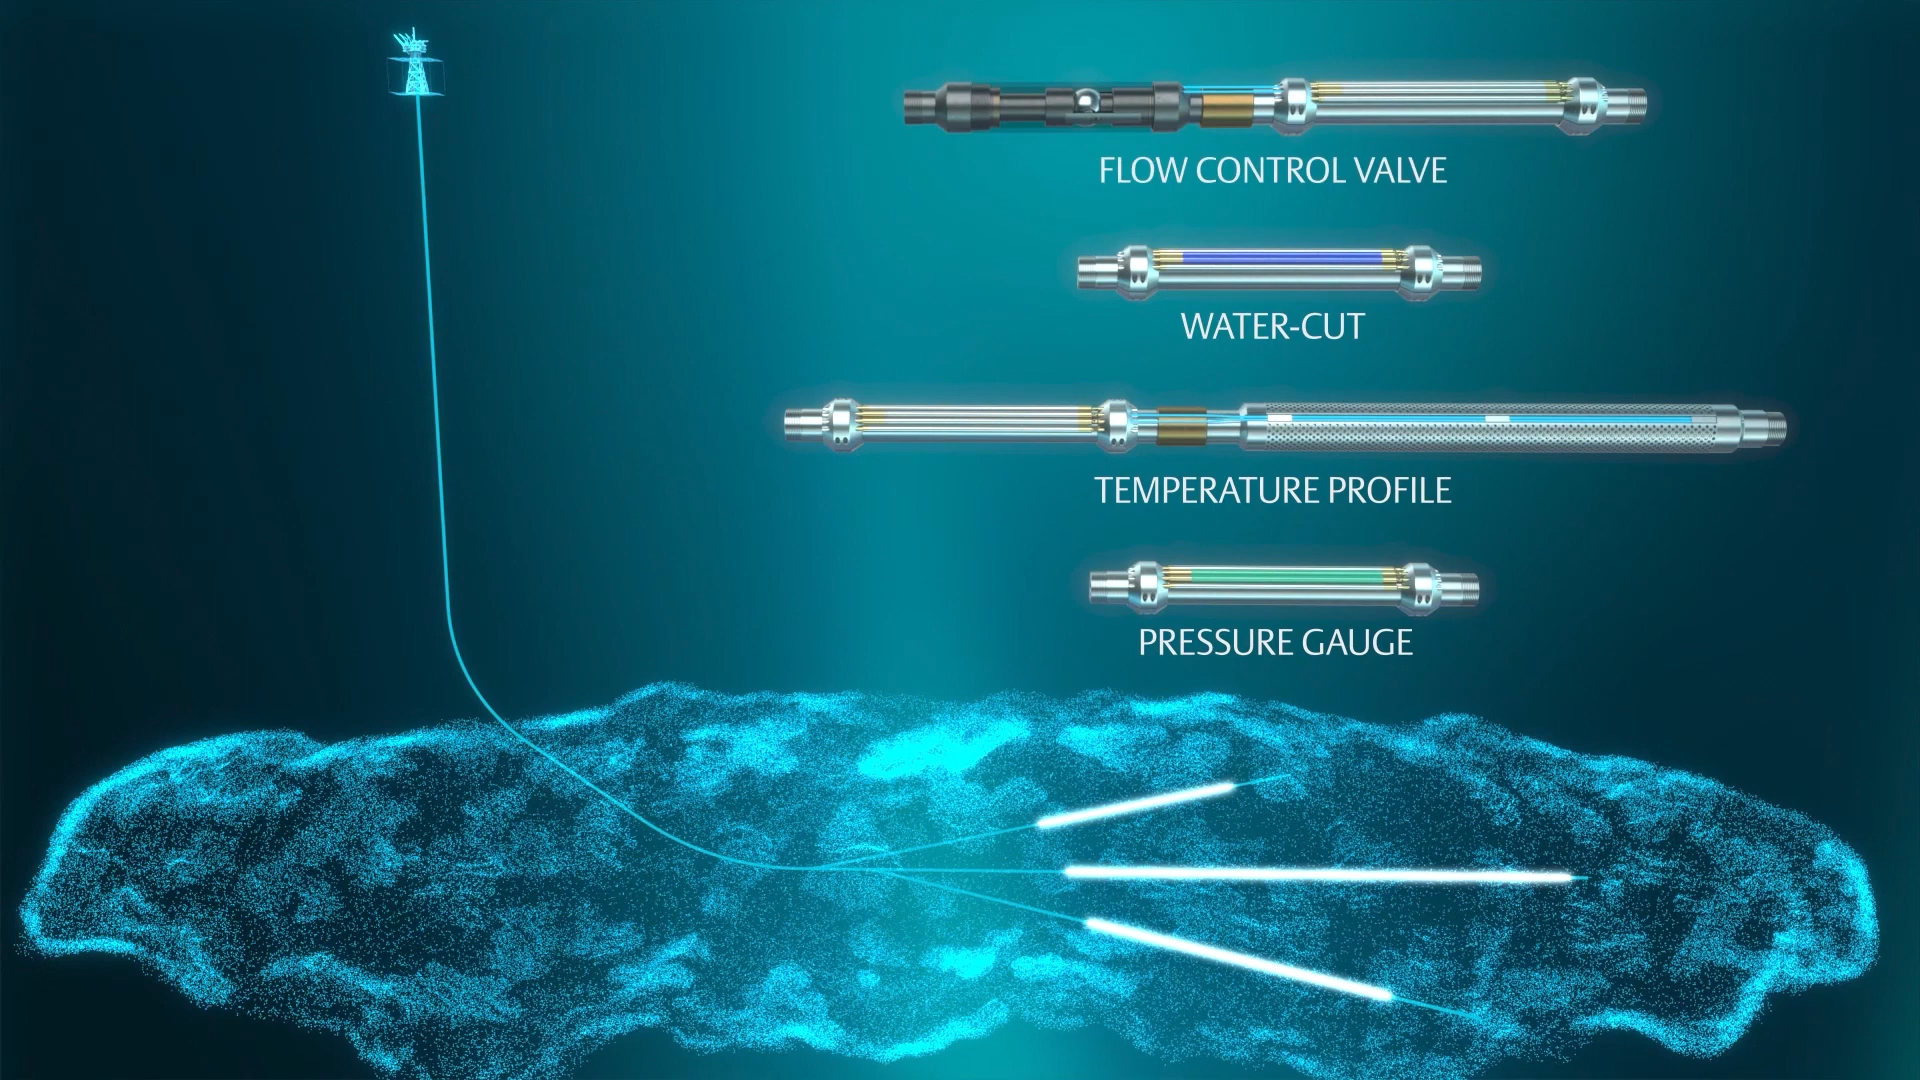 FLOW CONTROL VALVE
WATER-CUT
TEMPERATURE PROFILE
PRESSURE GAUGE